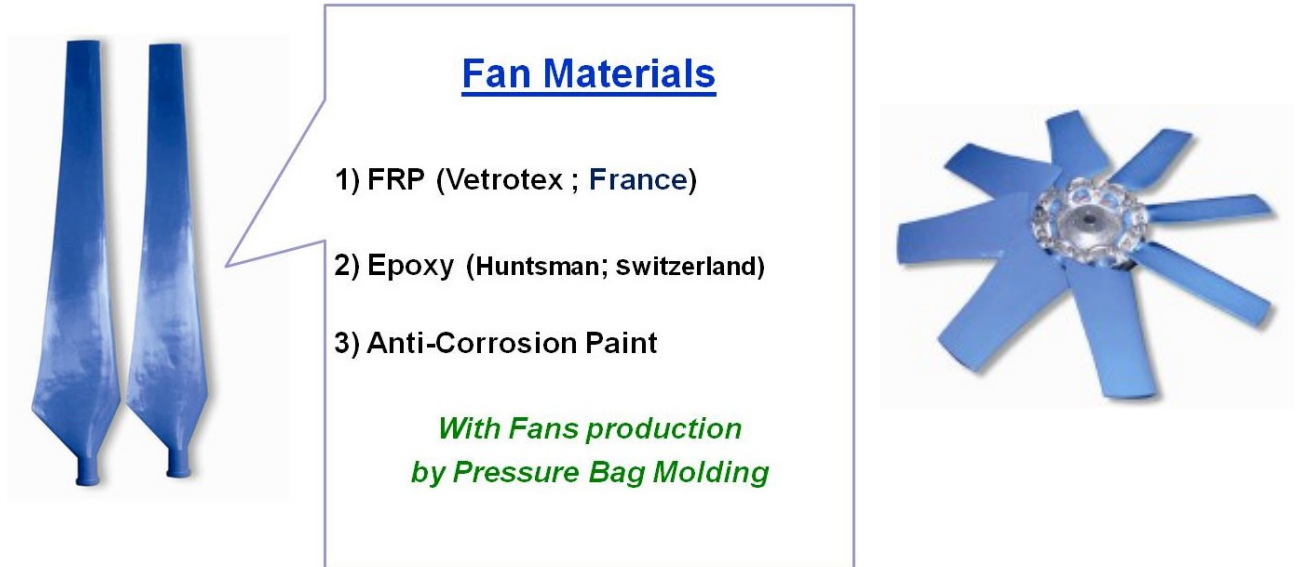 Fan Materials
1) FRP (Vetrotex ; France)
2) Epoxy (Huntsman; switzerland)
3) Anti-Corrosion Paint
With Fans production
by Pressure Bag Molding